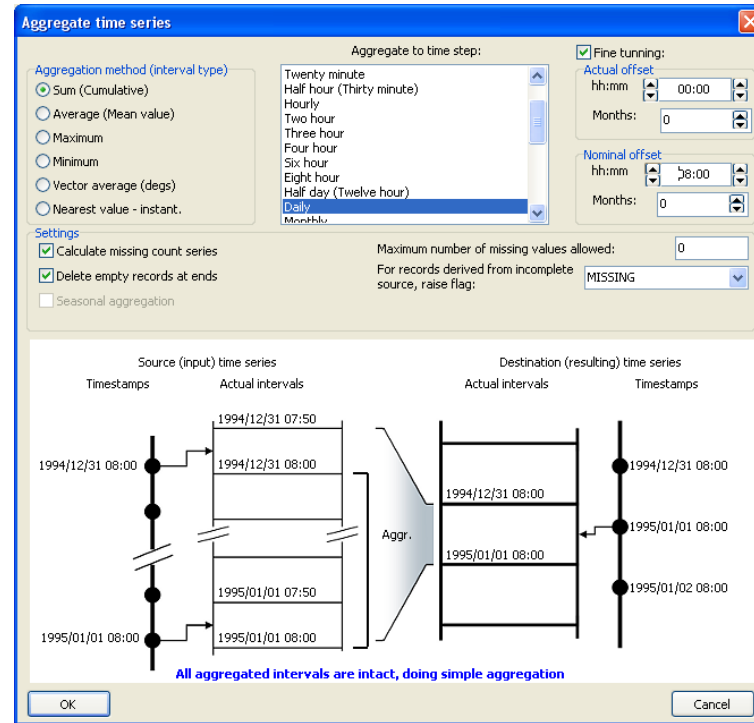 Aggregate time series
Aggregate to time step:
Fine tunning:
Aggregation method (interval type)
Sum (Cumulative)
Average (Mean value)
Maximum
Minimum
Vector average (degs)
Nearest value - instant.
Twenty minute
Half hour (Thirty minute)
Hourly
Two hour
Three hour
Four hour
Six hour
Eight hour
Half day (Twelve hour)
Daily
Monthly
Actual offset
hh:mm 00:00
Months: 0
Nominal offset
hh:mm 08:00
Months: 0
Settings
Calculate missing count series
Delete empty records at ends
Seasonal aggregation
Maximum number of missing values allowed: 0
For records derived from incomplete
source, raise flag: MISSING
Source (input) time series
Timestamps Actual intervals
1994/12/31 07:50
1994/12/31 08:00 1994/12/31 08:00
1995/01/01 07:50
1995/01/01 08:00 1995/01/01 08:00
Aggr.
Destination (resulting) time series
Actual intervals Timestamps
1994/12/31 08:00
1994/12/31 08:00
1995/01/01 08:00
1995/01/01 08:00
1995/01/02 08:00
All aggregated intervals are intact, doing simple aggregation
OK
Cancel